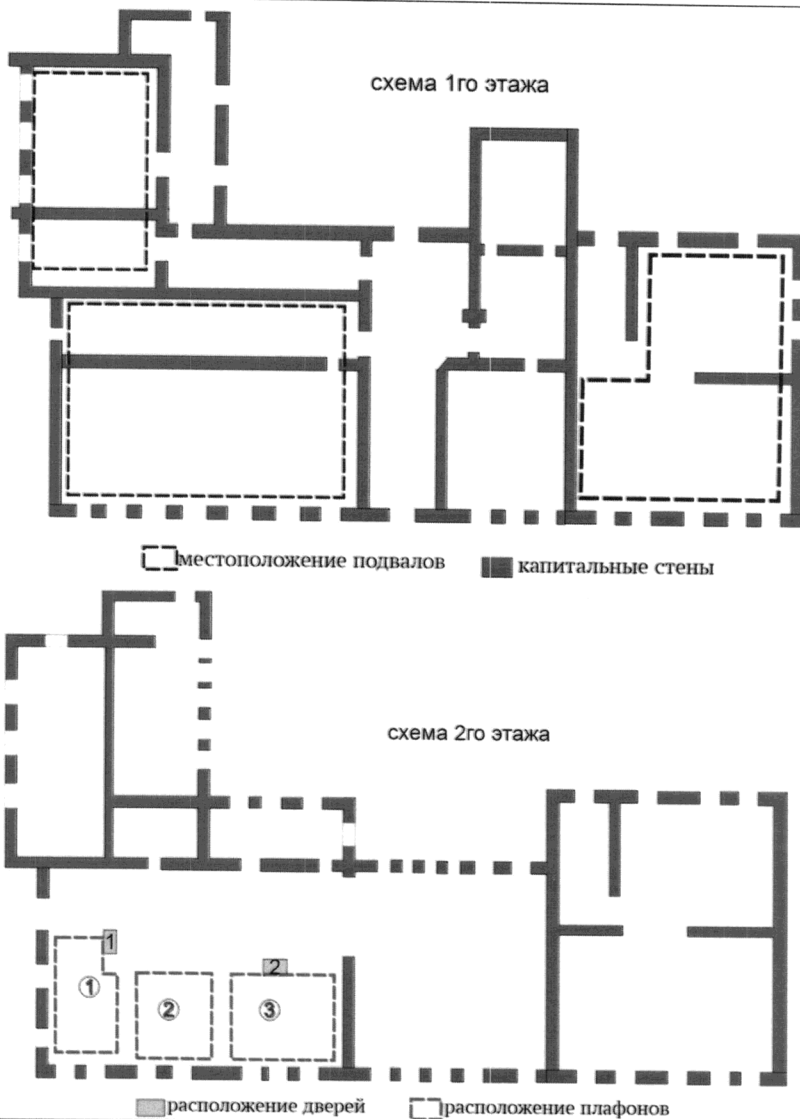 схема 1го этажа
местоположение подвалов
капитальные стены
схема 2го этажа
1
2
1
2
3
расположение дверей
расположение плафонов